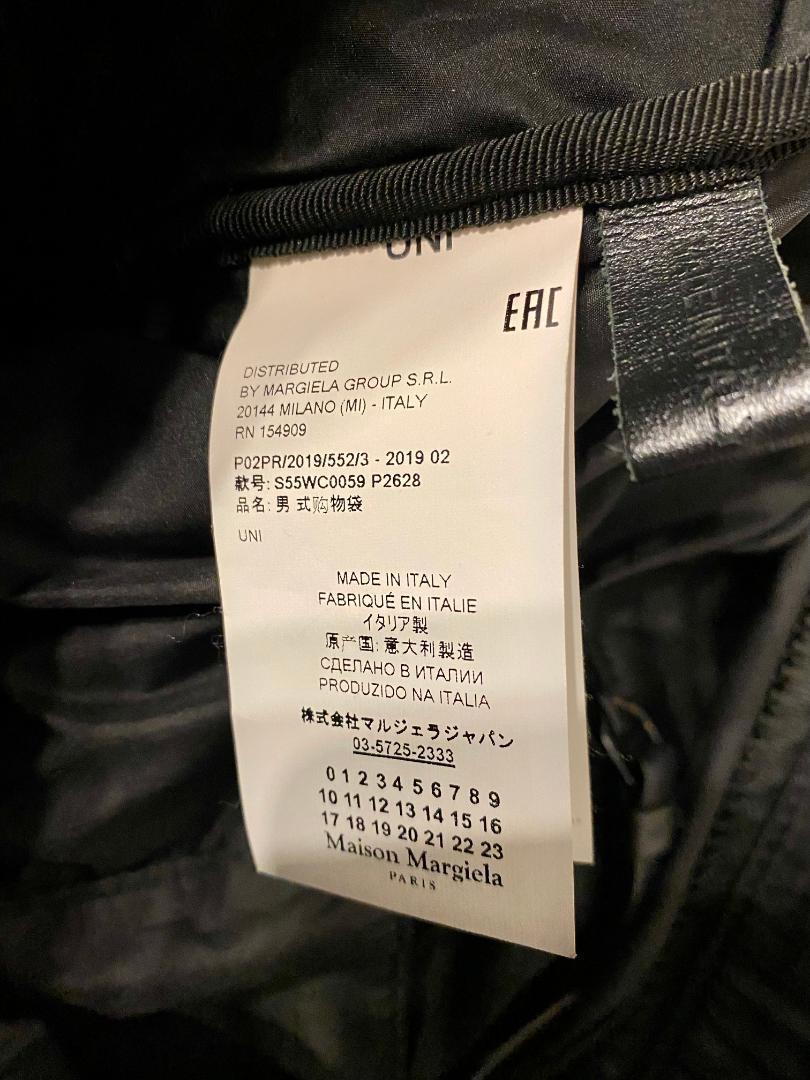 UNI
EAC
DISTRIBUTED
BY MARGIELA GROUP S.R.L.
20144 MILANO (MI) - ITALY
RN 154909
P02PR/2019/552/3 - 2019 02
款号: S55WC0059 P2628
品名: 男 式购物袋
UNI
MADE IN ITALY
FABRIQUÉ EN ITALIE
イタリア製
原产国: 意大利製造
СДЕЛАНО В ИТАЛИИ
PRODUZIDO NA ITALIA
株式会社マルジェラジャパン
03-5725-2333
0 1 2 3 4 5 6 7 8 9
10 11 12 13 14 15 16
17 18 19 20 21 22 23
Maison Margiela
PARIS